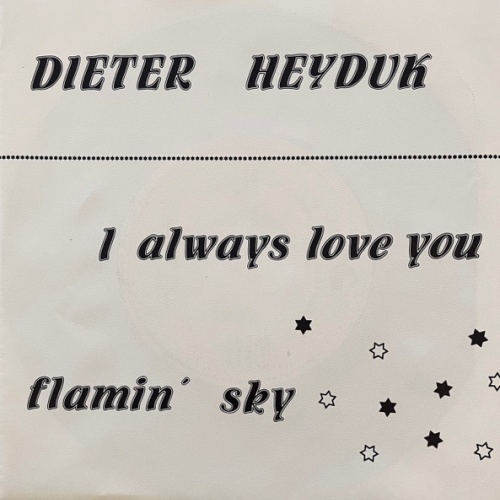 DIETER HEYDUK
I always love you
flamin´ sky